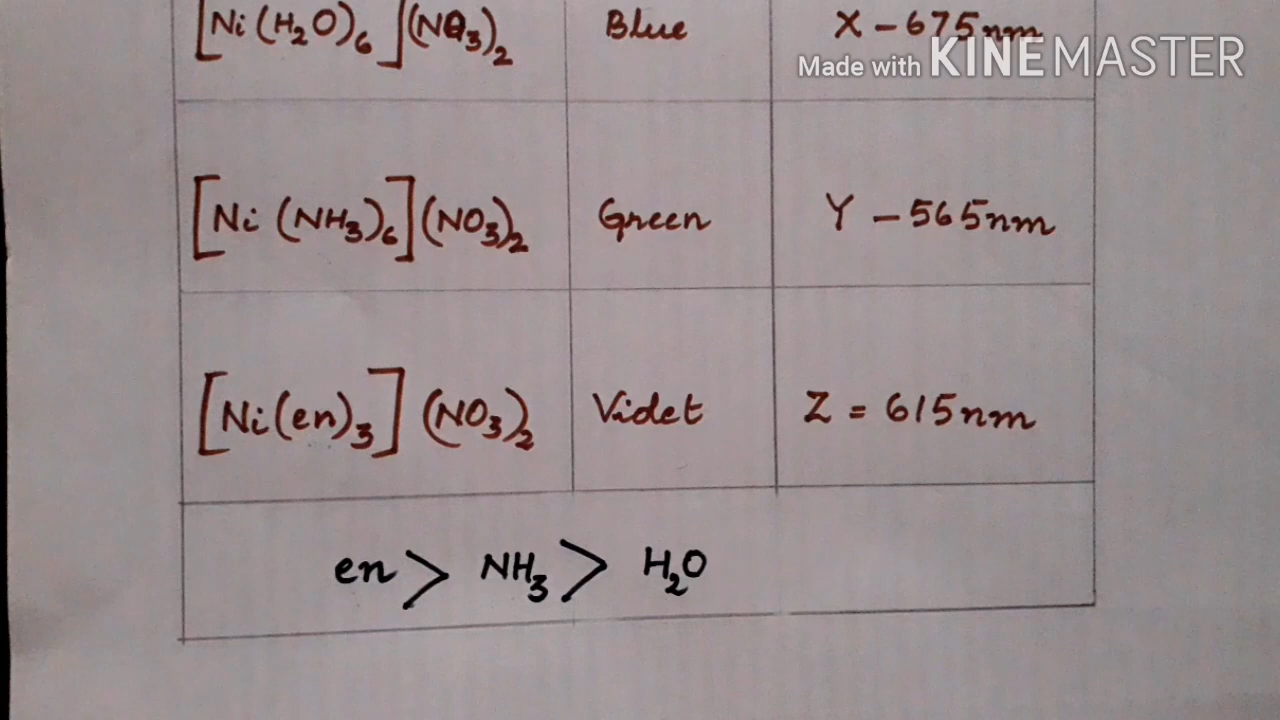 [Ni(H₂O)₆](NO₃)₂ Blue X – 675nm
Made with KINEMASTER
[Ni (NH₃)₆](NO₃)₂ Green Y – 565nm
[Ni(en)₃] (NO₃)₂ Violet Z = 615nm
en > NH₃ > H₂O